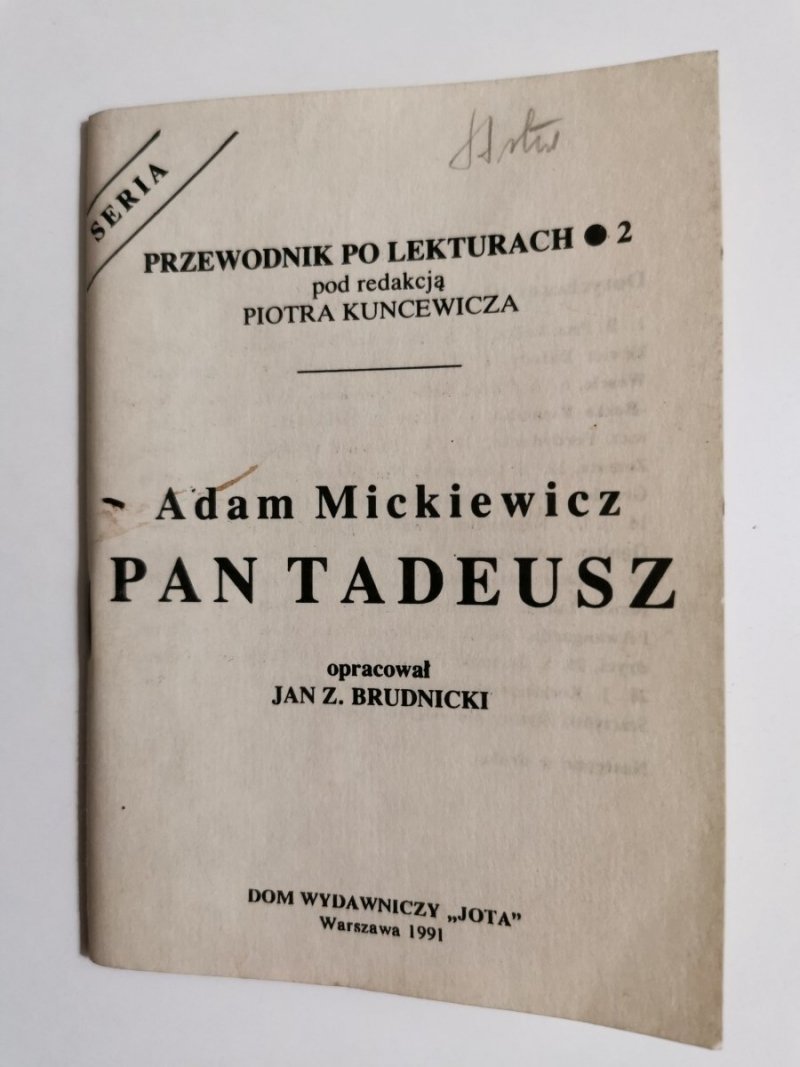 SERIA
PRZEWODNIK PO LEKTURACH ● 2
pod redakcją
PIOTRA KUNCEWICZA
Adam Mickiewicz
PAN TADEUSZ
opracował
JAN Z. BRUDNICKI
DOM WYDAWNICZY „JOTA”
Warszawa 1991